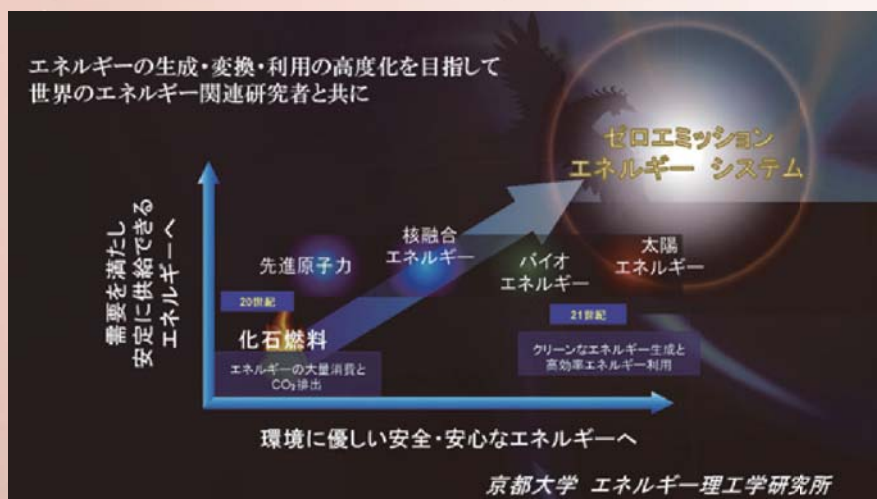 エネルギーの生成・変換・利用の高度化を目指して
世界のエネルギー関連研究者と共に
ゼロエミッション
エネルギー システム
需要を満たし
安定に供給できる
エネルギーへ
先進原子力
核融合
エネルギー
バイオ
エネルギー
太陽
エネルギー
20世紀
化石燃料
エネルギーの大量消費と
CO₂排出
21世紀
クリーンなエネルギー生成と
高効率エネルギー利用
環境に優しい安全・安心なエネルギーへ
京都大学 エネルギー理工学研究所